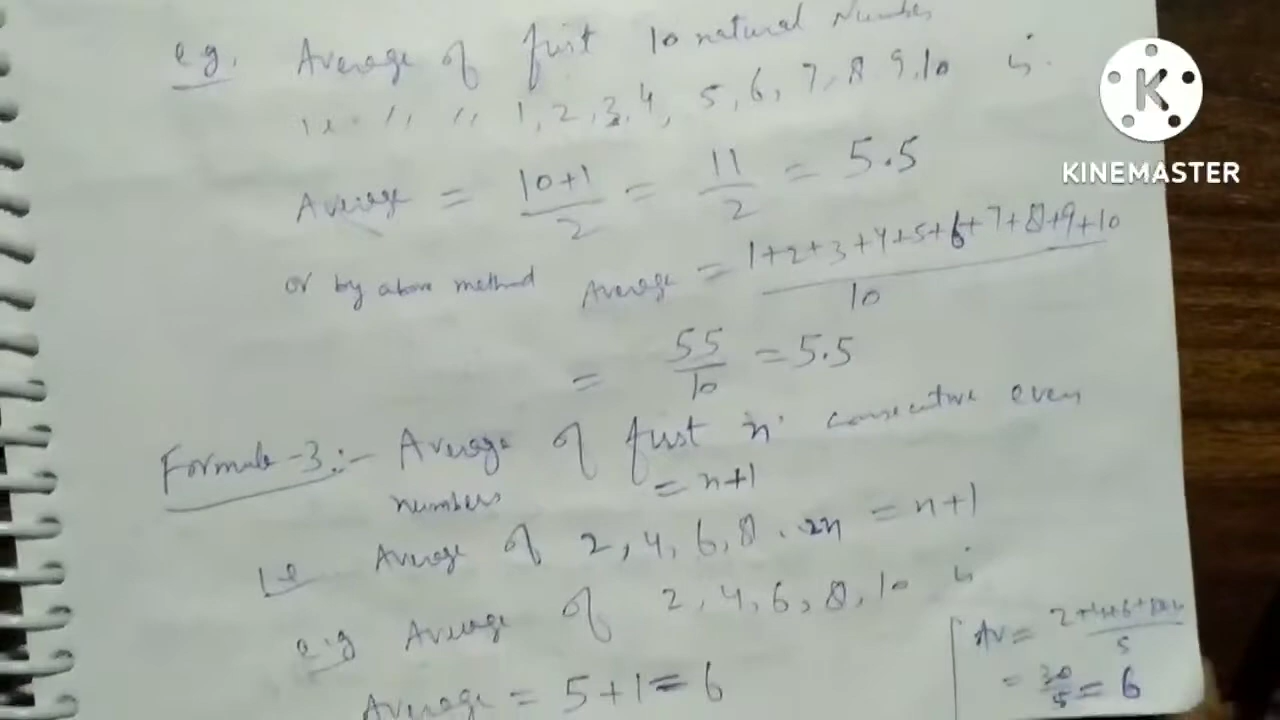 e.g. Average of first 10 natural Number
" " " 1, 2, 3, 4, 5, 6, 7, 8 9, 10 is.
Average = 10+1/2 = 11/2 = 5.5
or by above method Average = 1+2+3+4+5+6+7+8+9+10/10
= 55/10 = 5.5
Formula-3:- Average of first 'n' consecutive even
numbers = n+1
i.e Average of 2, 4, 6, 8 . 2n = n+1
e.g Average of 2, 4, 6, 8, 10 is
Average = 5+1 = 6
Av = 2+4+6+8+10/5
= 30/5 = 6
K
KINEMASTER